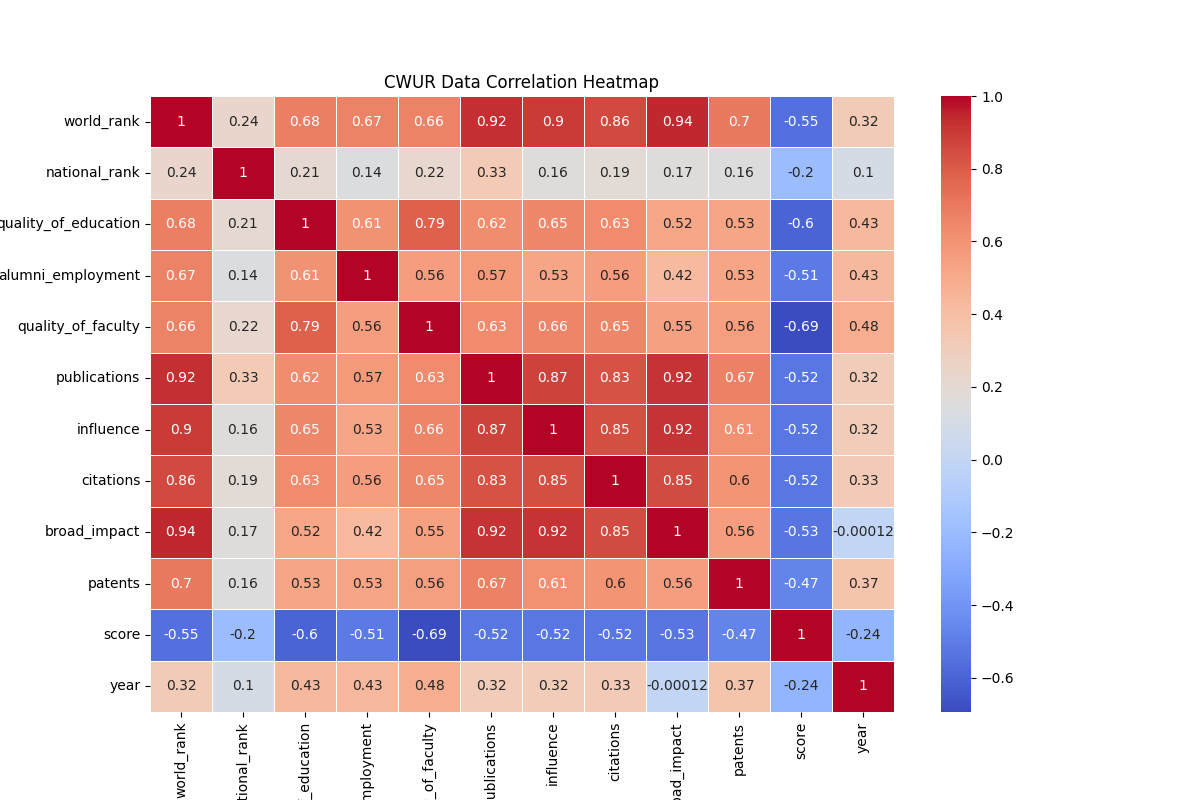 CWUR Data Correlation Heatmap
world_rank 1 0.24 0.68 0.67 0.66 0.92 0.9 0.86 0.94 0.7 -0.55 0.32
national_rank 0.24 1 0.21 0.14 0.22 0.33 0.16 0.19 0.17 0.16 -0.2 0.1
quality_of_education 0.68 0.21 1 0.61 0.79 0.62 0.65 0.63 0.52 0.53 -0.6 0.43
alumni_employment 0.67 0.14 0.61 1 0.56 0.57 0.53 0.56 0.42 0.53 -0.51 0.43
quality_of_faculty 0.66 0.22 0.79 0.56 1 0.63 0.66 0.65 0.55 0.56 -0.69 0.48
publications 0.92 0.33 0.62 0.57 0.63 1 0.87 0.83 0.92 0.67 -0.52 0.32
influence 0.9 0.16 0.65 0.53 0.66 0.87 1 0.85 0.92 0.61 -0.52 0.32
citations 0.86 0.19 0.63 0.56 0.65 0.83 0.85 1 0.85 0.6 -0.52 0.33
broad_impact 0.94 0.17 0.52 0.42 0.55 0.92 0.92 0.85 1 0.56 -0.53 -0.00012
patents 0.7 0.16 0.53 0.53 0.56 0.67 0.61 0.6 0.56 1 -0.47 0.37
score -0.55 -0.2 -0.6 -0.51 -0.69 -0.52 -0.52 -0.52 -0.53 -0.47 1 -0.24
year 0.32 0.1 0.43 0.43 0.48 0.32 0.32 0.33 -0.00012 0.37 -0.24 1
world_rank
tional_rank
_education
mployment
_of_faculty
ublications
influence
citations
oad_impact
patents
score
year
1.0
0.8
0.6
0.4
0.2
0.0
−0.2
−0.4
−0.6